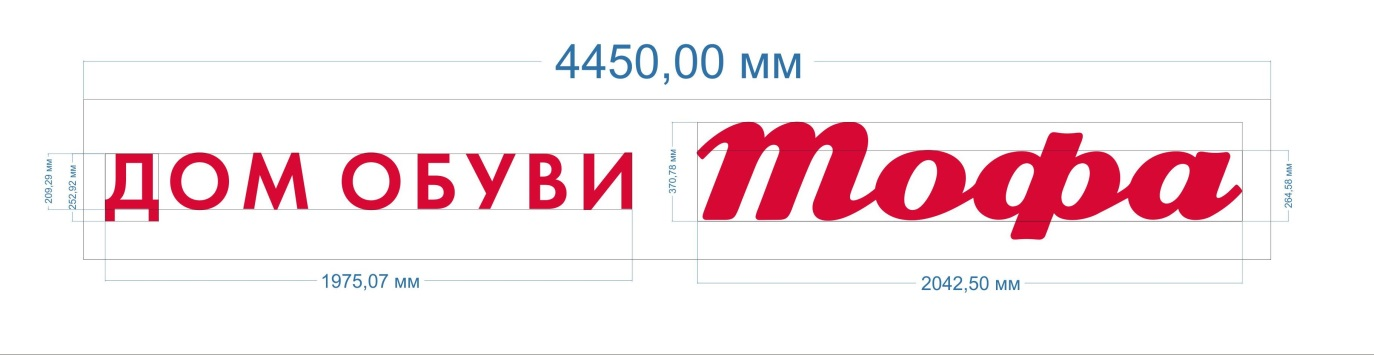 4450,00 мм
209,29 мм
252,92 мм
ДОМ ОБУВИ
370,78 мм
Тофа
264,58 мм
1975,07 мм
2042,50 мм